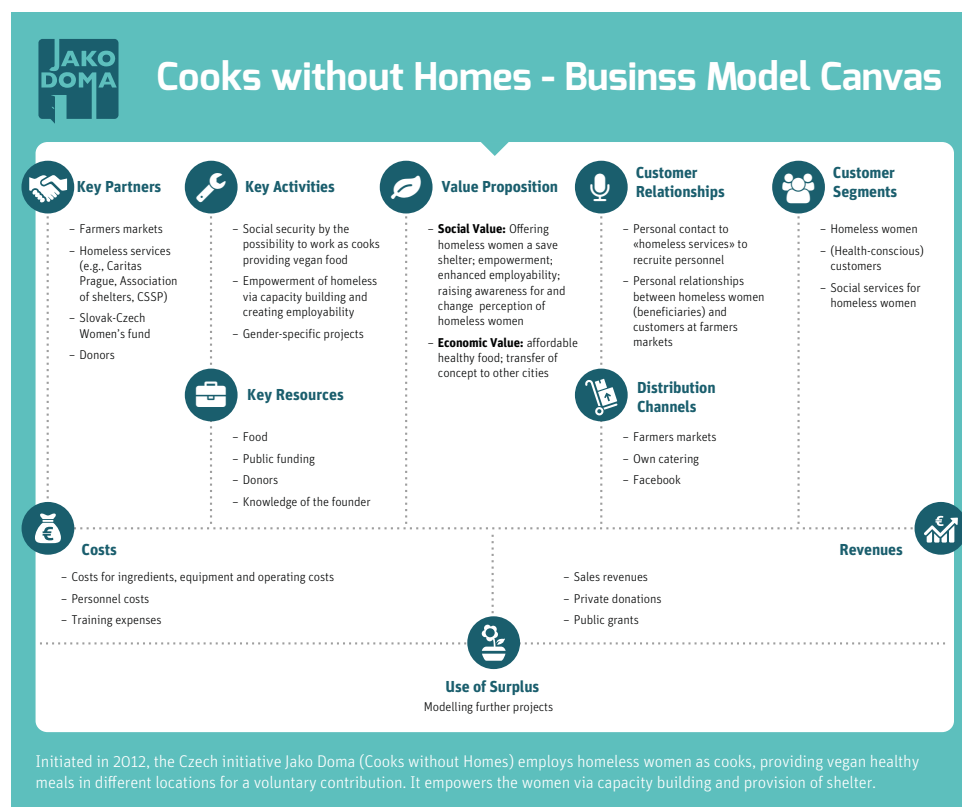 JAKO
DOMA
Cooks without Homes - Businss Model Canvas
Key Partners
– Farmers markets
– Homeless services
(e.g., Caritas
Prague, Association
of shelters, CSSP)
– Slovak-Czech
Women's fund
– Donors
Key Activities
– Social security by the
possibility to work as cooks
providing vegan food
– Empowerment of homeless
via capacity building and
creating employability
– Gender-specific projects
Key Resources
– Food
– Public funding
– Donors
– Knowledge of the founder
Value Proposition
– Social Value: Offering
homeless women a save
shelter; empowerment;
enhanced employability;
raising awareness for and
change perception of
homeless women
– Economic Value: affordable
healthy food; transfer of
concept to other cities
Customer
Relationships
– Personal contact to
«homeless services» to
recruite personnel
– Personal relationships
between homeless women
(beneficiaries) and
customers at farmers
markets
Distribution
Channels
– Farmers markets
– Own catering
– Facebook
Customer
Segments
– Homeless women
– (Health-conscious)
customers
– Social services for
homeless women
€
Costs
– Costs for ingredients, equipment and operating costs
– Personnel costs
– Training expenses
€
Revenues
– Sales revenues
– Private donations
– Public grants
Use of Surplus
Modelling further projects
Initiated in 2012, the Czech initiative Jako Doma (Cooks without Homes) employs homeless women as cooks, providing vegan healthy
meals in different locations for a voluntary contribution. It empowers the women via capacity building and provision of shelter.